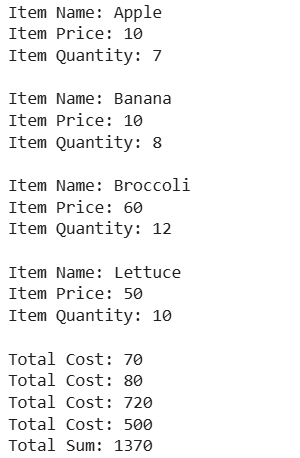 Item Name: Apple
Item Price: 10
Item Quantity: 7
Item Name: Banana
Item Price: 10
Item Quantity: 8
Item Name: Broccoli
Item Price: 60
Item Quantity: 12
Item Name: Lettuce
Item Price: 50
Item Quantity: 10
Total Cost: 70
Total Cost: 80
Total Cost: 720
Total Cost: 500
Total Sum: 1370